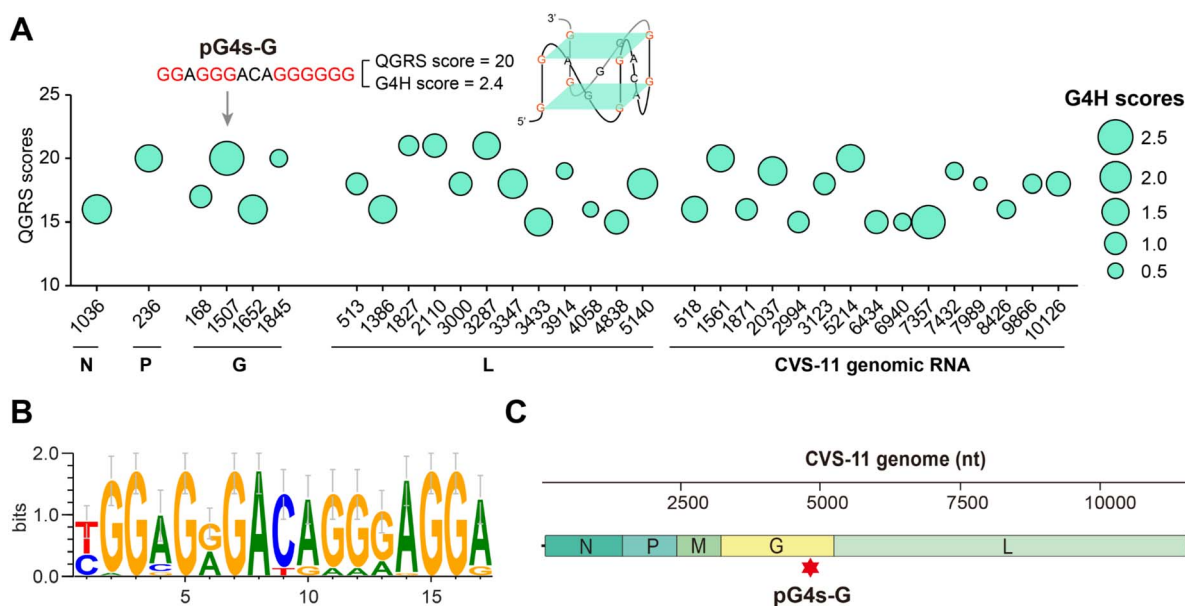 A
pG4s-G
GGAGGGACAGGGGGG
QGRS score = 20
G4H score = 2.4
3'
G
G
G
G
G
A
G
G
A
C
A
G
G
G
G
G
5'
G4H scores
2.5
2.0
1.5
1.0
0.5
QGRS scores
25
20
15
10
1036
236
168
1507
1652
1845
513
1386
1827
2110
3000
3287
3347
3433
3914
4058
4838
5140
518
1561
1871
2037
2994
3123
5214
6434
6940
7357
7432
7989
8426
9866
10126
N
P
G
L
CVS-11 genomic RNA
B
bits
2.0
1.0
0.0
TGGAGGGACAGGGAGGA
5
10
15
C
CVS-11 genome (nt)
2500
5000
7500
10000
N
P
M
G
L
pG4s-G